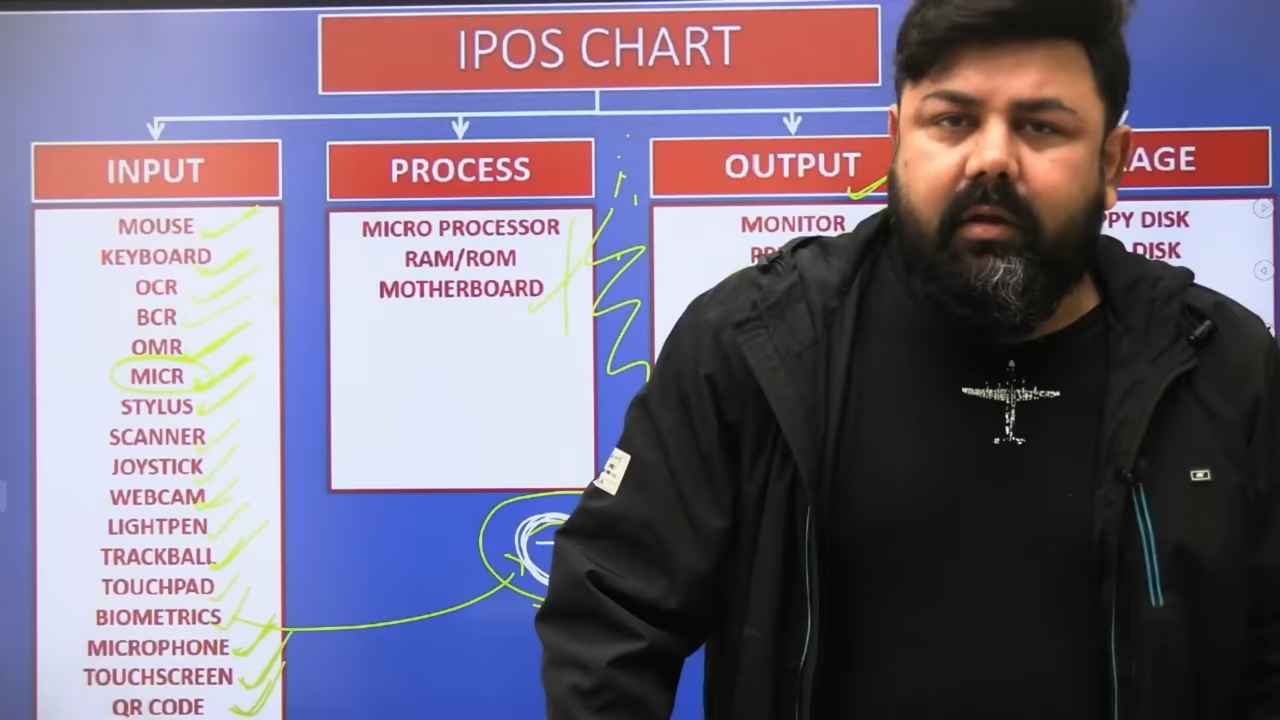 IPOS CHART
INPUT
MOUSE
KEYBOARD
OCR
BCR
OMR
MICR
STYLUS
SCANNER
JOYSTICK
WEBCAM
LIGHTPEN
TRACKBALL
TOUCHPAD
BIOMETRICS
MICROPHONE
TOUCHSCREEN
QR CODE
PROCESS
MICRO PROCESSOR
RAM/ROM
MOTHERBOARD
OUTPUT
MONITOR
AGE
PPY DISK
DISK